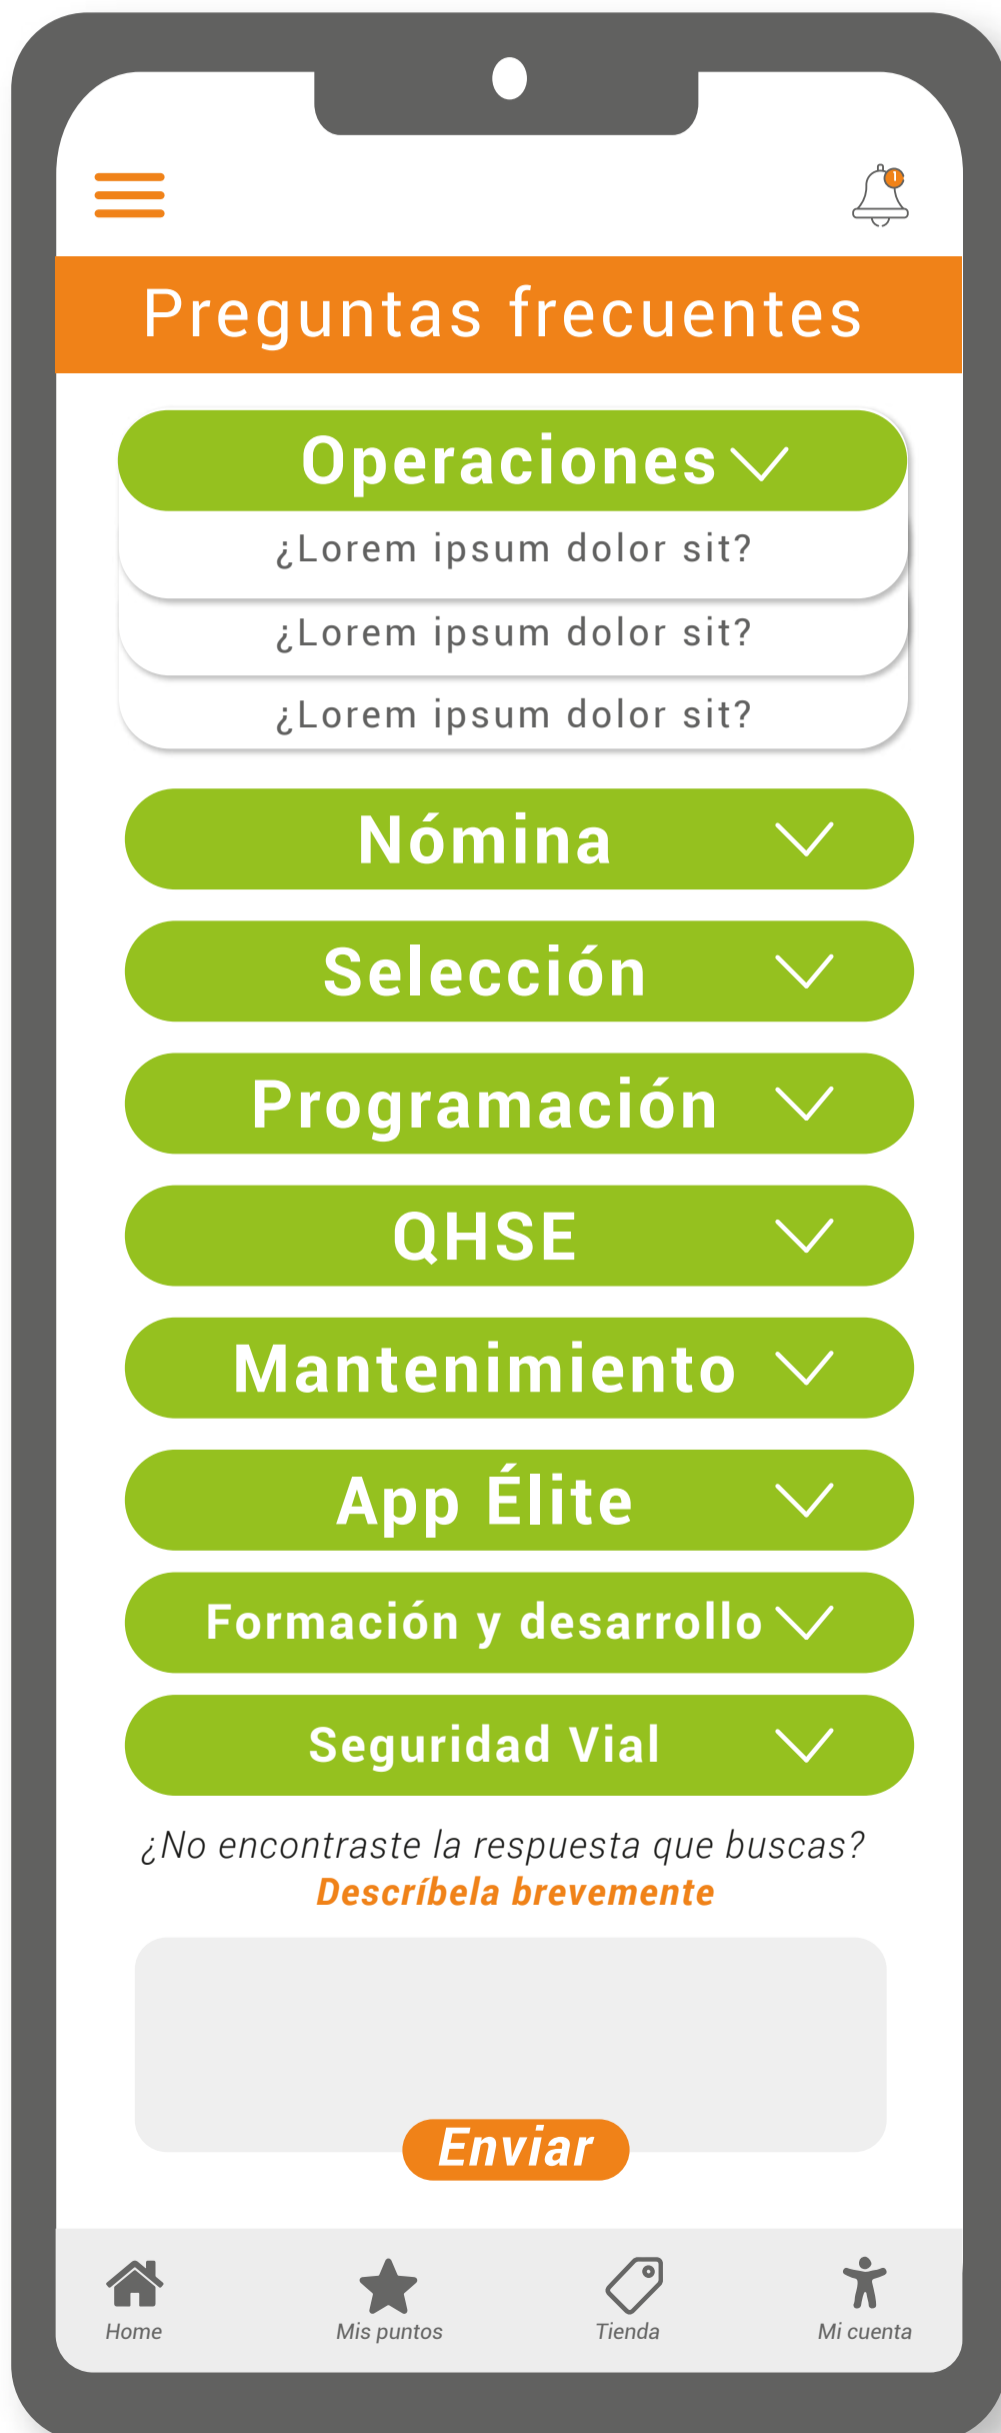 1
Preguntas frecuentes
Operaciones
¿Lorem ipsum dolor sit?
¿Lorem ipsum dolor sit?
¿Lorem ipsum dolor sit?
Nómina
Selección
Programación
QHSE
Mantenimiento
App Élite
Formación y desarrollo
Seguridad Vial
¿No encontraste la respuesta que buscas?
Descríbela brevemente
Enviar
Home Mis puntos Tienda Mi cuenta